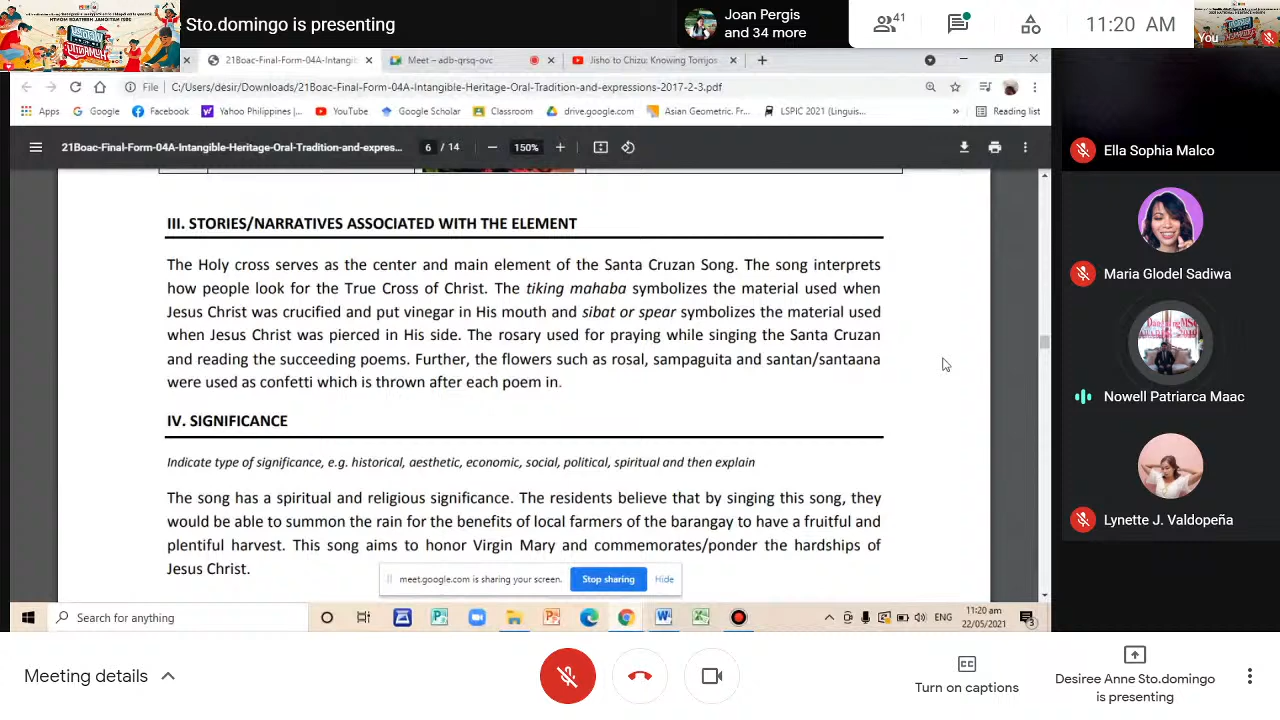 Sto.domingo is presenting
Joan Pergis
and 34 more
41
11:20 AM
You
21Boac-Final-Form-04A-Intangi
Meet – adb-qrsq-ovc
Jisho to Chizu: Knowing Torrijos
File
C:/Users/desir/Downloads/21Boac-Final-Form-04A-Intangible-Heritage-Oral-Tradition-and-expressions-2017-2-3.pdf
Apps
Google
Facebook
Yahoo Philippines |...
YouTube
Google Scholar
Classroom
drive.google.com
Asian Geometric. Fr...
LSPIC 2021 (Linguis...
»
Reading list
21Boac-Final-Form-04A-Intangible-Heritage-Oral-Tradition-and-expres...
6 / 14
150%
III. STORIES/NARRATIVES ASSOCIATED WITH THE ELEMENT
The Holy cross serves as the center and main element of the Santa Cruzan Song. The song interprets
how people look for the True Cross of Christ. The tiking mahaba symbolizes the material used when
Jesus Christ was crucified and put vinegar in His mouth and sibat or spear symbolizes the material used
when Jesus Christ was pierced in His side. The rosary used for praying while singing the Santa Cruzan
and reading the succeeding poems. Further, the flowers such as rosal, sampaguita and santan/santaana
were used as confetti which is thrown after each poem in.
IV. SIGNIFICANCE
Indicate type of significance, e.g. historical, aesthetic, economic, social, political, spiritual and then explain
The song has a spiritual and religious significance. The residents believe that by singing this song, they
would be able to summon the rain for the benefits of local farmers of the barangay to have a fruitful and
plentiful harvest. This song aims to honor Virgin Mary and commemorates/ponder the hardships of
Jesus Christ.
meet.google.com is sharing your screen.
Stop sharing
Hide
Search for anything
ENG
11:20 am
22/05/2021
3
Ella Sophia Malco
Maria Glodel Sadiwa
Nowell Patriarca Maac
Lynette J. Valdopeña
Meeting details
Turn on captions
Desiree Anne Sto.domingo
is presenting